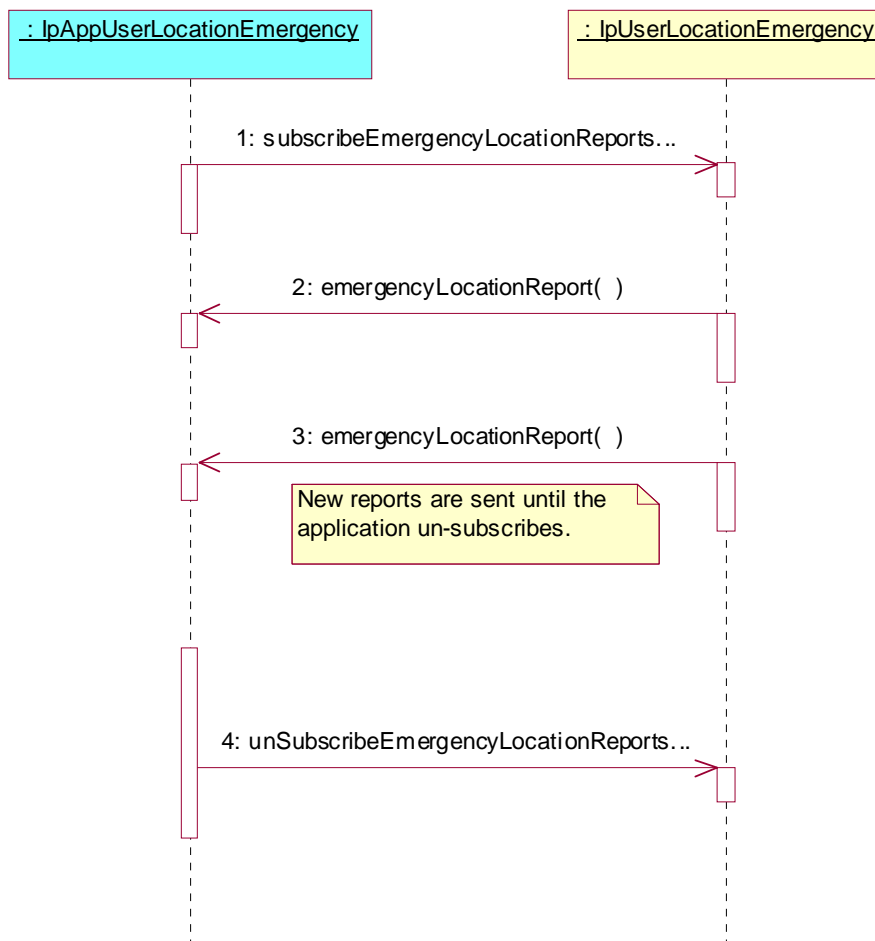 : IpAppUserLocationEmergency
: IpUserLocationEmergency
1: subscribeEmergencyLocationReports...
2: emergencyLocationReport( )
3: emergencyLocationReport( )
New reports are sent until the
application un-subscribes.
4: unSubscribeEmergencyLocationReports...